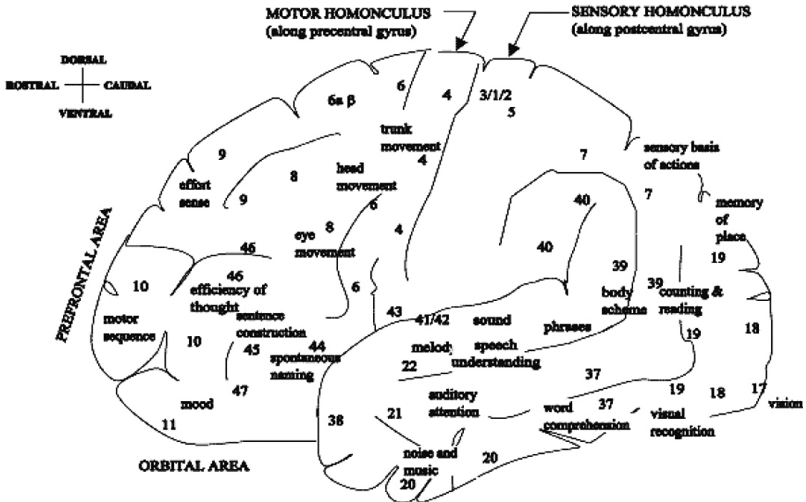 MOTOR HOMONCULUS
(along precentral gyrus)
SENSORY HOMONCULUS
(along postcentral gyrus)
DORSAL
ROSTRAL
CAUDAL
VENTRAL
6a β
6
4
3/1/2
5
trunk
movement
4
9
8
7
sensory basis
of actions
effort
sense
head
movement
9
6
40
7
memory
of
place
8
4
eye
movement
46
40
19
PREFRONTAL AREA
10
46
efficiency of
thought
6
39
39
body
scheme
counting &
reading
motor
sequence
sentence
construction
43
41/42
sound
phrases
19
18
10
45
44
spontaneous
naming
melody
speech
understanding
22
37
47
mood
auditory
attention
19
18
17
vision
11
38
21
word
comprehension
37
visual
recognition
ORBITAL AREA
noise and
music
20
20